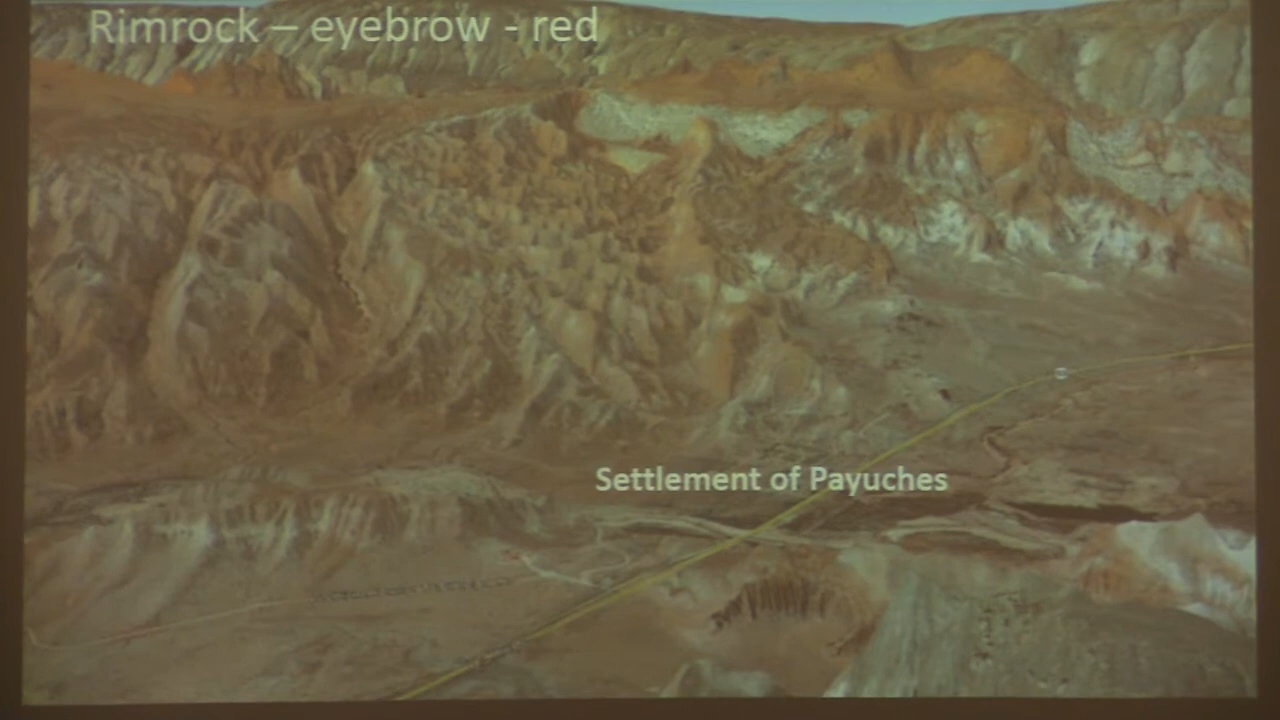 Rimrock – eyebrow - red
Settlement of Payuches